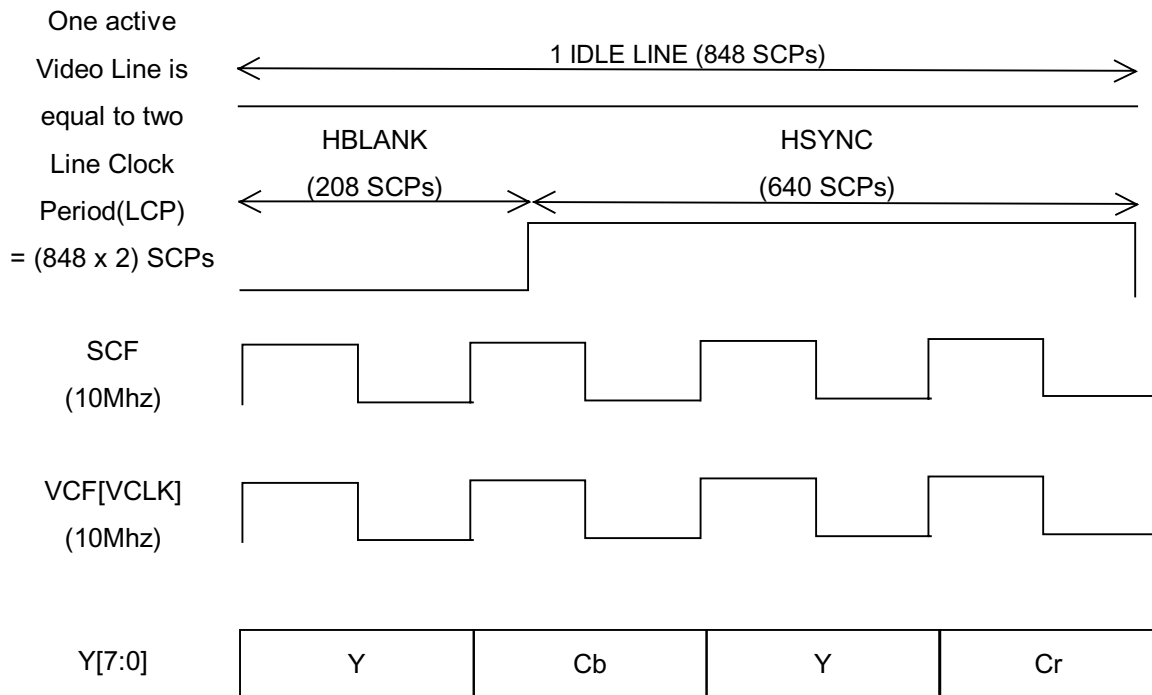 One active
Video Line is
equal to two
Line Clock
Period(LCP)
= (848 x 2) SCPs
1 IDLE LINE (848 SCPs)
HBLANK
(208 SCPs)
HSYNC
(640 SCPs)
SCF
(10Mhz)
VCF[VCLK]
(10Mhz)
Y[7:0]
Y
Cb
Y
Cr